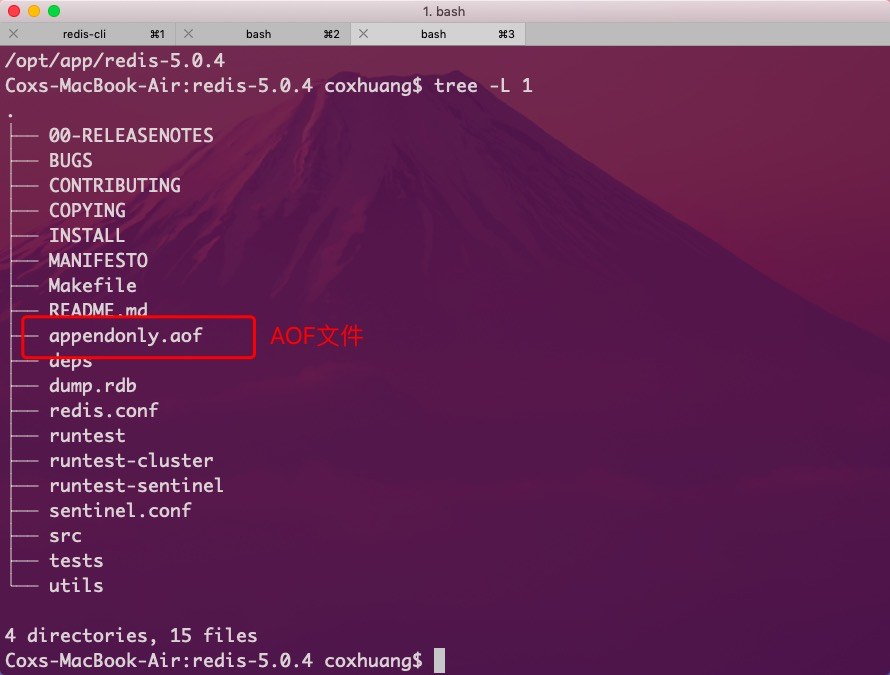 1. bash
redis-cli ⌘1 bash ⌘2 bash ⌘3
/opt/app/redis-5.0.4
Coxs-MacBook-Air:redis-5.0.4 coxhuang$ tree -L 1
.
├── 00-RELEASENOTES
├── BUGS
├── CONTRIBUTING
├── COPYING
├── INSTALL
├── MANIFESTO
├── Makefile
├── README.md
├── appendonly.aof AOF文件
├── deps
├── dump.rdb
├── redis.conf
├── runtest
├── runtest-cluster
├── runtest-sentinel
├── sentinel.conf
├── src
├── tests
└── utils
4 directories, 15 files
Coxs-MacBook-Air:redis-5.0.4 coxhuang$